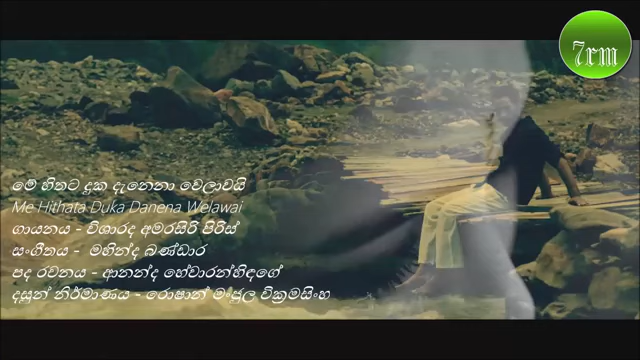 7rm
මේ හිතට දුක දැනෙනා වෙලාවයි
Me Hithata Duka Danena Welawai
ගායනය - විශාරද අමරසිරි පීරිස්
සංගීතය - මහින්ද බණ්ඩාර
පද රචනය - ආනන්ද හේවාරන්හිඳගේ
දසුන් නිර්මාණය - රොෂාන් මංජුල වික්‍රමසිංහ